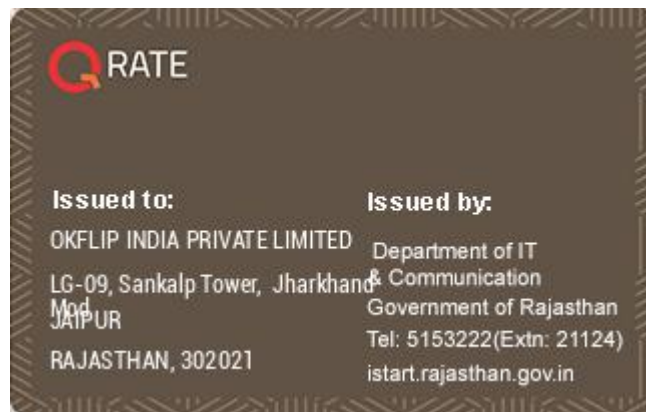 QRATE
Issued to:
OKFLIP INDIA PRIVATE LIMITED
LG-09, Sankalp Tower, Jharkhand
Mod
JAIPUR
RAJASTHAN, 302021
Issued by:
Department of IT
& Communication
Government of Rajasthan
Tel: 5153222(Extn: 21124)
istart.rajasthan.gov.in